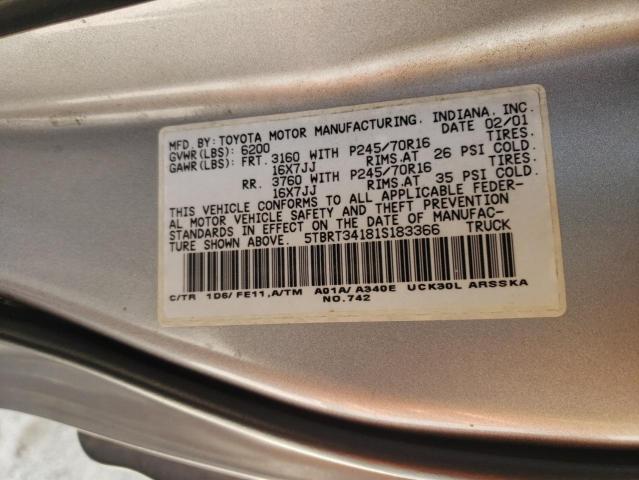 MFD. BY: TOYOTA MOTOR MANUFACTURING. INDIANA, INC.
GVWR(LBS): 6200 DATE 02/01
GAWR(LBS): FRT. 3160 WITH P245/70R16 TIRES.
16X7JJ RIMS.AT 26 PSI COLD.
RR. 3760 WITH P245/70R16 TIRES.
16X7JJ RIMS.AT 35 PSI COLD.
THIS VEHICLE CONFORMS TO ALL APPLICABLE FEDER-
AL MOTOR VEHICLE SAFETY AND THEFT PREVENTION
STANDARDS IN EFFECT ON THE DATE OF MANUFAC-
TURE SHOWN ABOVE. 5TBRT34181S183366 TRUCK
C/TR 1D6/FE11,A/TM A01A/A340E UCK30L ARSSKA
NO.742